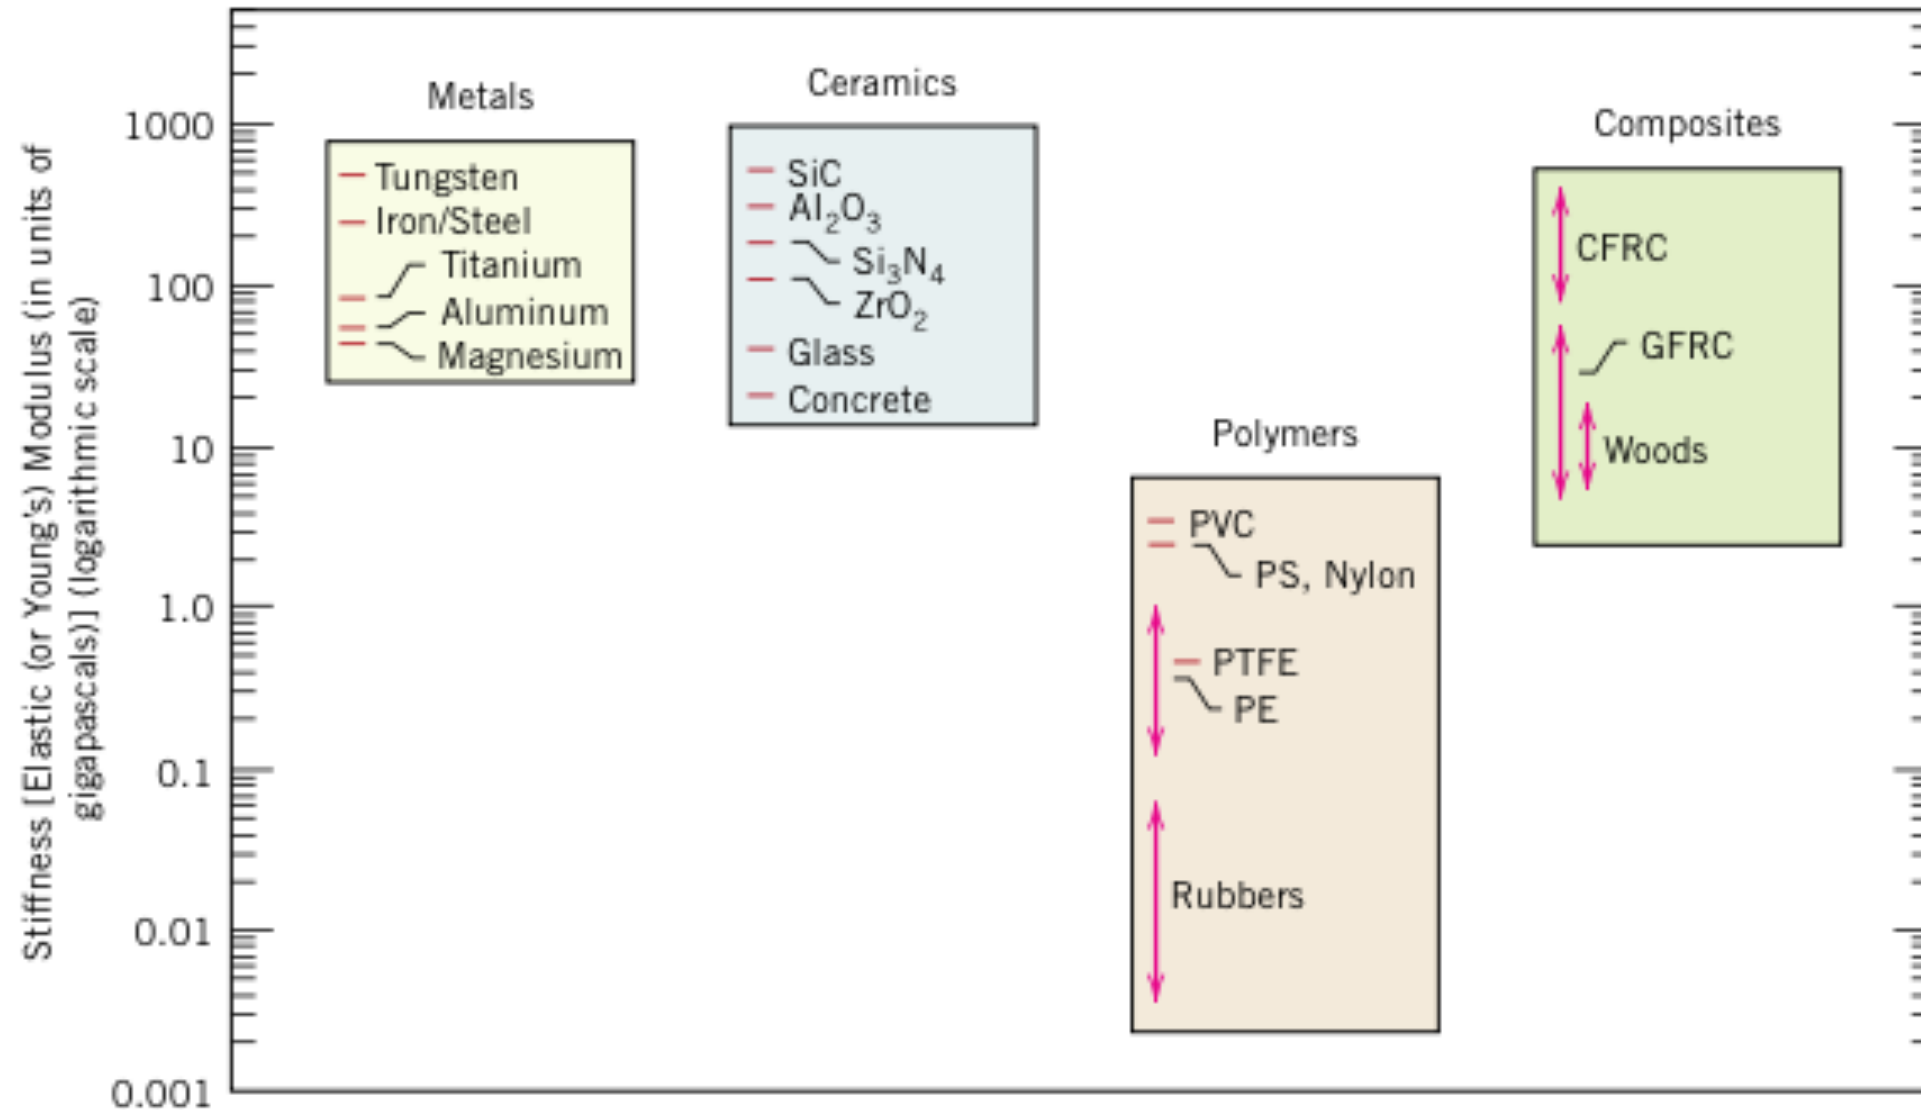 Stiffness [Elastic (or Young's) Modulus (in units of
gigapascals)] (logarithmic scale)
1000
100
10
1.0
0.1
0.01
0.001
Metals
Tungsten
Iron/Steel
Titanium
Aluminum
Magnesium
Ceramics
SiC
Al₂O₃
Si₃N₄
ZrO₂
Glass
Concrete
Polymers
PVC
PS, Nylon
PTFE
PE
Rubbers
Composites
CFRC
GFRC
Woods